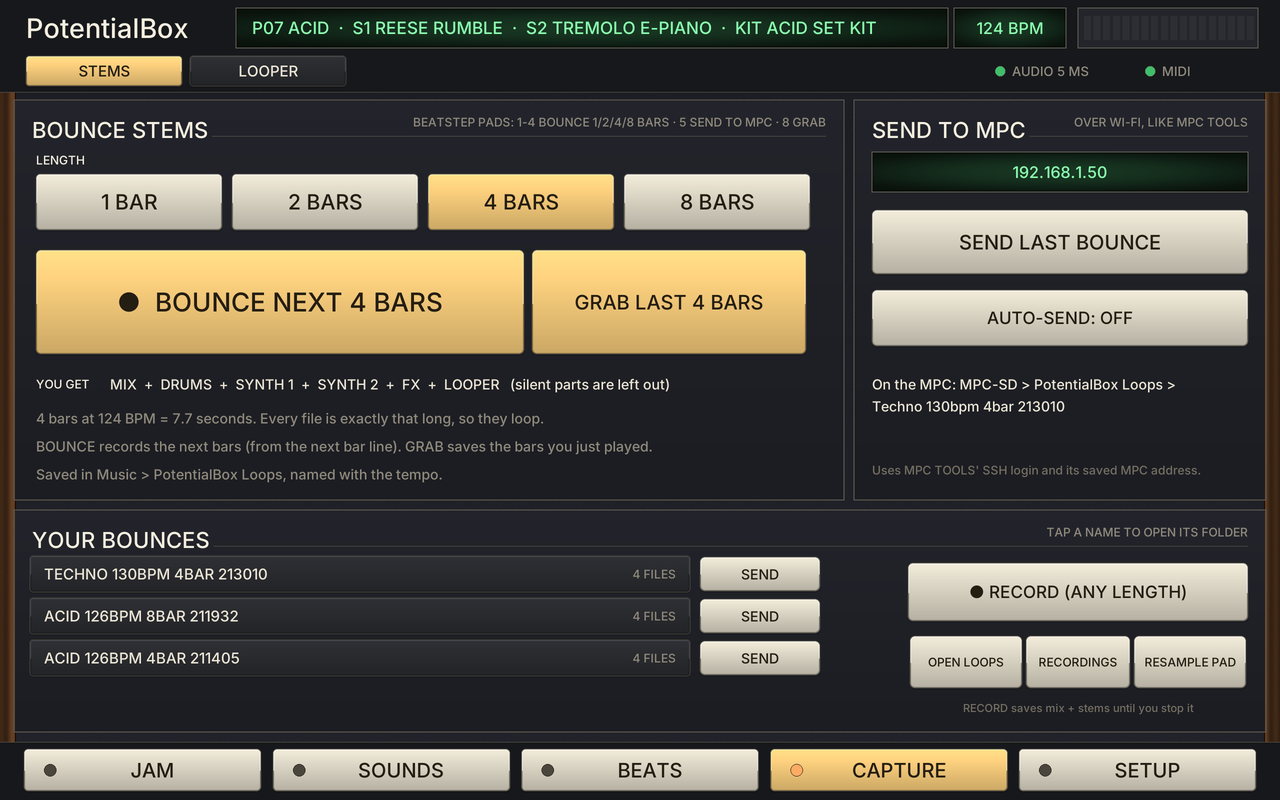 PotentialBox
P07 ACID · S1 REESE RUMBLE · S2 TREMOLO E-PIANO · KIT ACID SET KIT
124 BPM
STEMS
LOOPER
AUDIO 5 MS
MIDI
BOUNCE STEMS
BEATSTEP PADS: 1-4 BOUNCE 1/2/4/8 BARS · 5 SEND TO MPC · 8 GRAB
LENGTH
1 BAR
2 BARS
4 BARS
8 BARS
BOUNCE NEXT 4 BARS
GRAB LAST 4 BARS
YOU GET MIX + DRUMS + SYNTH 1 + SYNTH 2 + FX + LOOPER (silent parts are left out)
4 bars at 124 BPM = 7.7 seconds. Every file is exactly that long, so they loop.
BOUNCE records the next bars (from the next bar line). GRAB saves the bars you just played.
Saved in Music > PotentialBox Loops, named with the tempo.
SEND TO MPC
OVER WI-FI, LIKE MPC TOOLS
192.168.1.50
SEND LAST BOUNCE
AUTO-SEND: OFF
On the MPC: MPC-SD > PotentialBox Loops >
Techno 130bpm 4bar 213010
Uses MPC TOOLS' SSH login and its saved MPC address.
YOUR BOUNCES
TAP A NAME TO OPEN ITS FOLDER
TECHNO 130BPM 4BAR 213010
4 FILES
SEND
ACID 126BPM 8BAR 211932
4 FILES
SEND
ACID 126BPM 4BAR 211405
4 FILES
SEND
RECORD (ANY LENGTH)
OPEN LOOPS
RECORDINGS
RESAMPLE PAD
RECORD saves mix + stems until you stop it
JAM
SOUNDS
BEATS
CAPTURE
SETUP